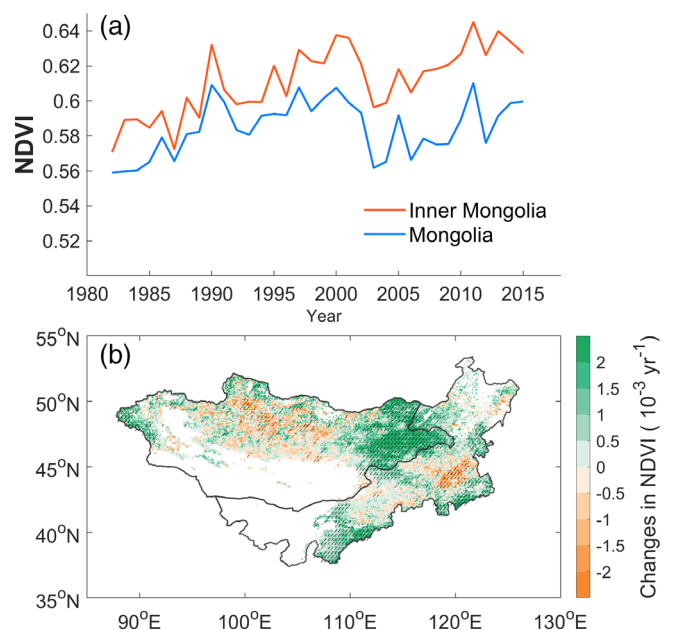 (a)
NDVI
0.64
0.62
0.6
0.58
0.56
0.54
0.52
Inner Mongolia
Mongolia
1980 1985 1990 1995 2000 2005 2010 2015
Year
(b)
55°N
50°N
45°N
40°N
35°N
90°E 100°E 110°E 120°E 130°E
2
1.5
1
0.5
0
-0.5
-1
-1.5
-2
Changes in NDVI ( 10⁻³ yr⁻¹)